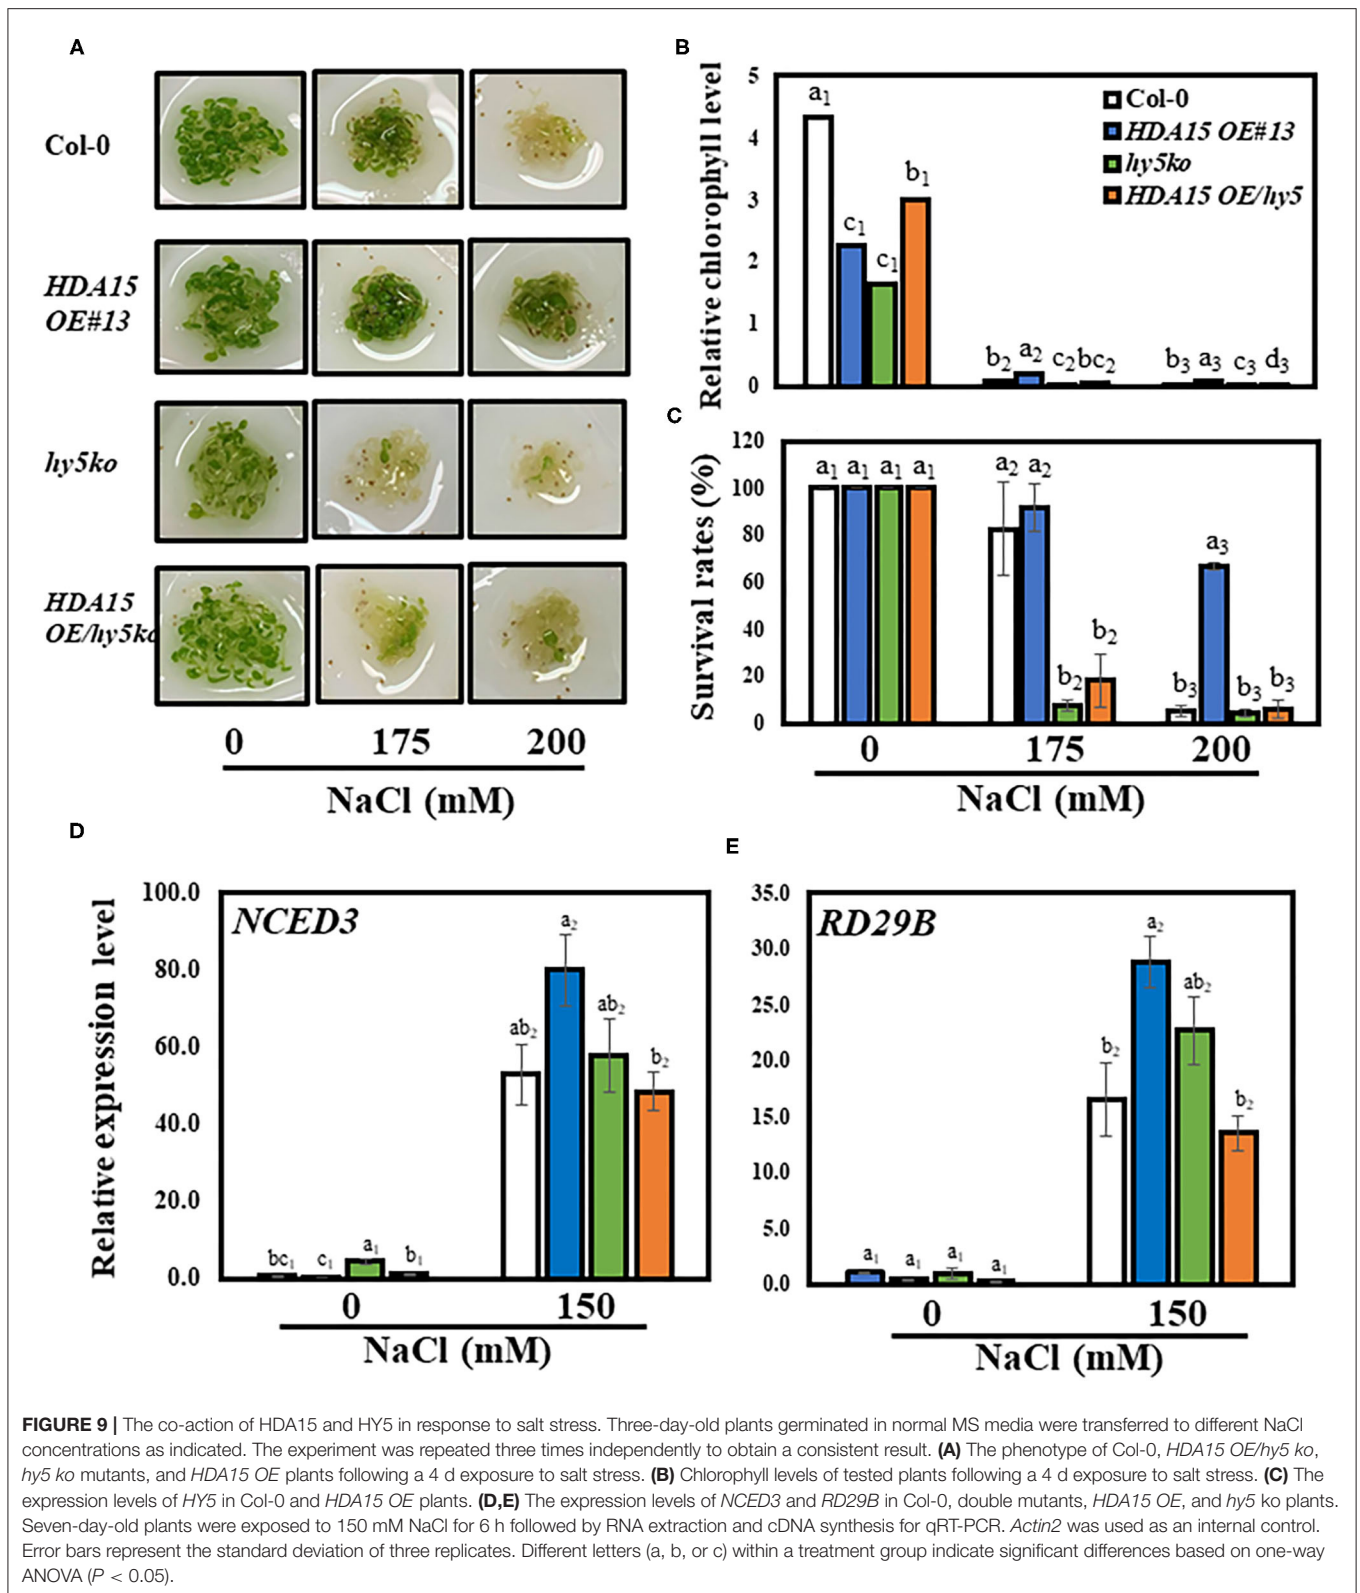 A
Col-0
HDA15
OE#13
hy5ko
HDA15
OE/hy5ko
0 175 200
NaCl (mM)
B
Relative chlorophyll level
5
4
3
2
1
0
a1 c1 c1 b1
b2 a2 c2 bc2
b3 a3 c3 d3
Col-0
HDA15 OE#13
hy5ko
HDA15 OE/hy5
C
Survival rates (%)
120
100
80
60
40
20
0
a1 a1 a1 a1
a2 a2 b2 b2
b3 a3 b3 b3
0 175 200
NaCl (mM)
D
Relative expression level
100.0
80.0
60.0
40.0
20.0
0.0
NCED3
bc1 c1 a1 b1
ab2 a2 ab2 b2
0 150
NaCl (mM)
E
35.0
30.0
25.0
20.0
15.0
10.0
5.0
0.0
RD29B
a1 a1 a1 a1
b2 a2 ab2 b2
0 150
NaCl (mM)
FIGURE 9 | The co-action of HDA15 and HY5 in response to salt stress. Three-day-old plants germinated in normal MS media were transferred to different NaCl
concentrations as indicated. The experiment was repeated three times independently to obtain a consistent result. (A) The phenotype of Col-0, HDA15 OE/hy5 ko,
hy5 ko mutants, and HDA15 OE plants following a 4 d exposure to salt stress. (B) Chlorophyll levels of tested plants following a 4 d exposure to salt stress. (C) The
expression levels of HY5 in Col-0 and HDA15 OE plants. (D,E) The expression levels of NCED3 and RD29B in Col-0, double mutants, HDA15 OE, and hy5 ko plants.
Seven-day-old plants were exposed to 150 mM NaCl for 6 h followed by RNA extraction and cDNA synthesis for qRT-PCR. Actin2 was used as an internal control.
Error bars represent the standard deviation of three replicates. Different letters (a, b, or c) within a treatment group indicate significant differences based on one-way
ANOVA (P < 0.05).